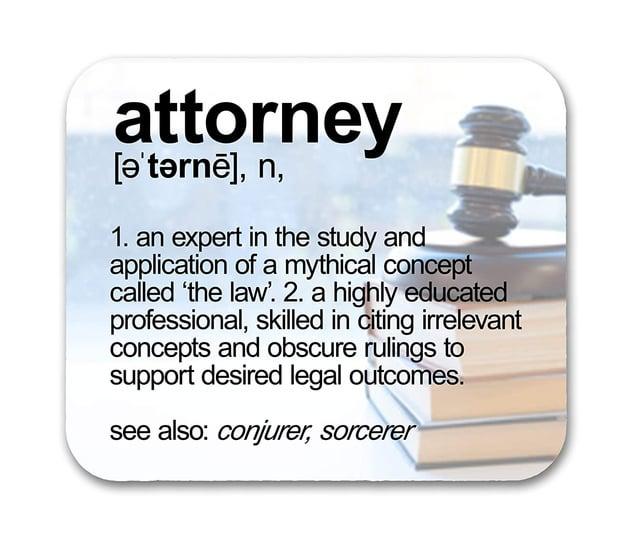 attorney
[ə'tərnē], n,
1. an expert in the study and
application of a mythical concept
called ‘the law’. 2. a highly educated
professional, skilled in citing irrelevant
concepts and obscure rulings to
support desired legal outcomes.
see also: conjurer, sorcerer